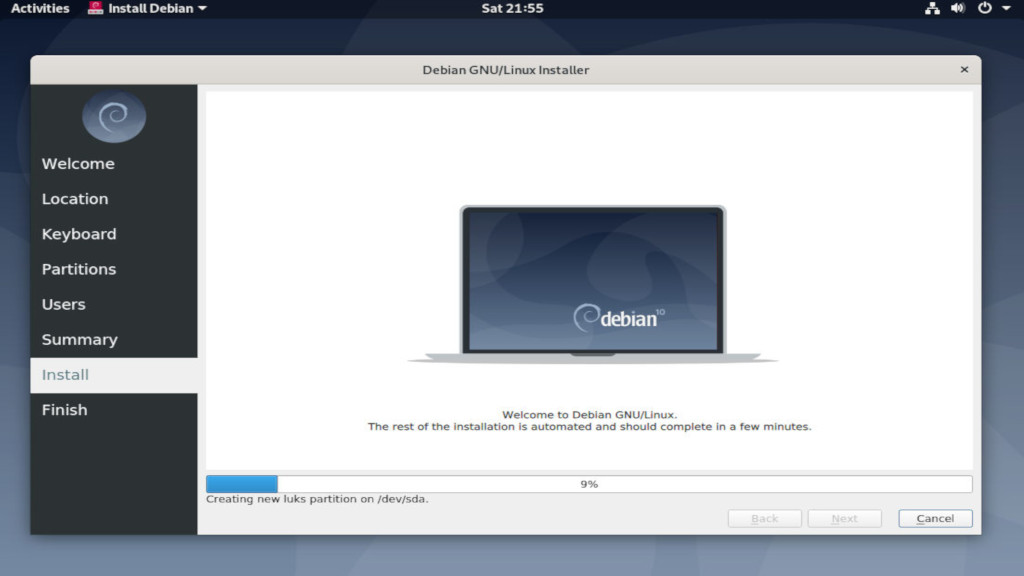 Activities
Install Debian
Sat 21:55
Debian GNU/Linux Installer
×
Welcome
Location
Keyboard
Partitions
Users
Summary
Install
Finish
debian 10
Welcome to Debian GNU/Linux.
The rest of the installation is automated and should complete in a few minutes.
9%
Creating new luks partition on /dev/sda.
Back
Next
Cancel